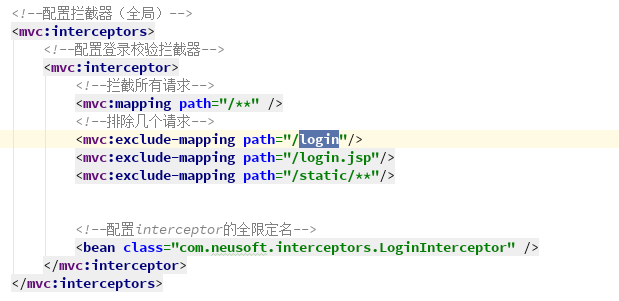 <!--配置拦截器（全局）-->
<mvc:interceptors>
<!--配置登录校验拦截器-->
<mvc:interceptor>
<!--拦截所有请求-->
<mvc:mapping path="/**" />
<!--排除几个请求-->
<mvc:exclude-mapping path="/login"/>
<mvc:exclude-mapping path="/login.jsp"/>
<mvc:exclude-mapping path="/static/**"/>
<!--配置interceptor的全限定名-->
<bean class="com.neusoft.interceptors.LoginInterceptor" />
</mvc:interceptor>
</mvc:interceptors>